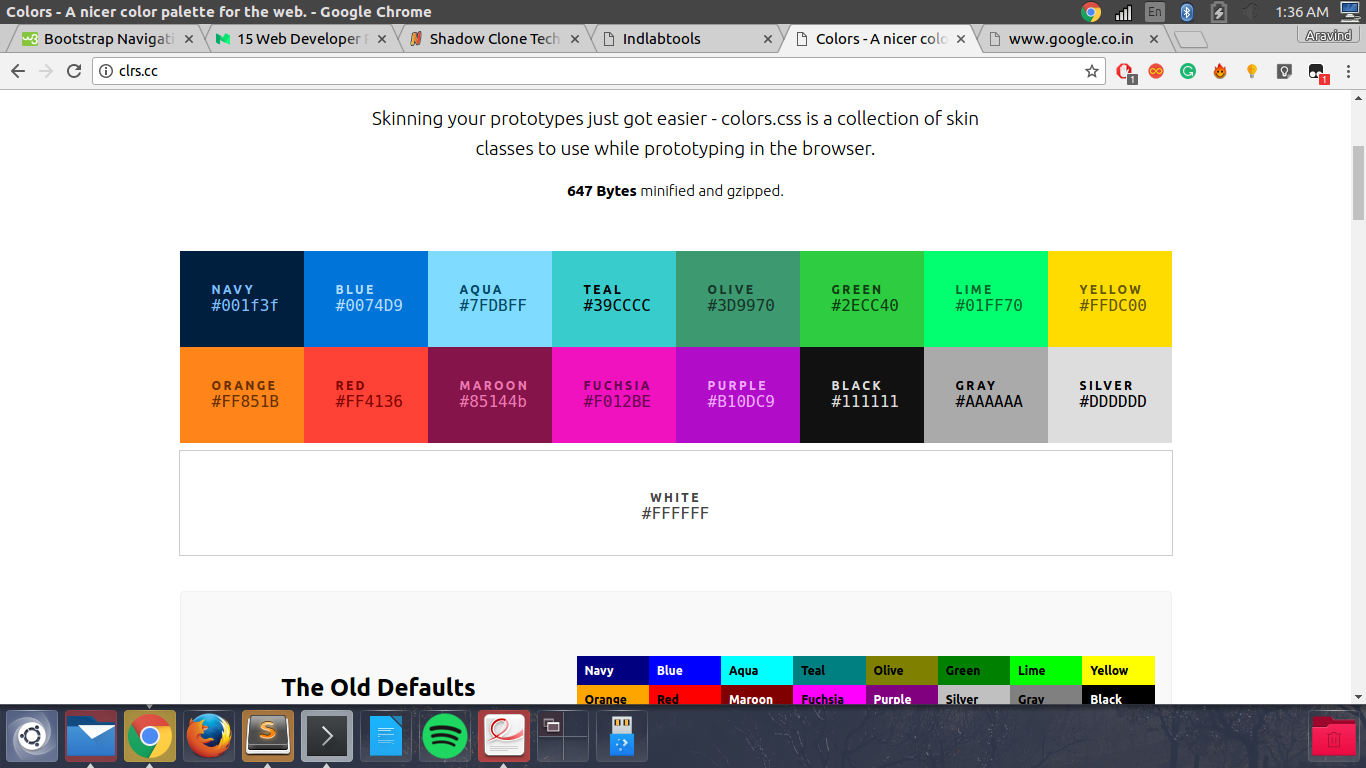 Colors - A nicer color palette for the web. - Google Chrome
En
1:36 AM
Bootstrap Navigati
15 Web Developer P
Shadow Clone Tech
Indlabtools
Colors - A nicer colo
www.google.co.in
Aravind
clrs.cc
1
1
Skinning your prototypes just got easier - colors.css is a collection of skin
classes to use while prototyping in the browser.
647 Bytes minified and gzipped.
NAVY BLUE AQUA TEAL OLIVE GREEN LIME YELLOW
#001f3f #0074D9 #7FDBFF #39CCCC #3D9970 #2ECC40 #01FF70 #FFDC00
ORANGE RED MAROON FUCHSIA PURPLE BLACK GRAY SILVER
#FF851B #FF4136 #85144b #F012BE #B10DC9 #111111 #AAAAAA #DDDDDD
WHITE
#FFFFFF
The Old Defaults
Navy Blue Aqua Teal Olive Green Lime Yellow
Orange Red Maroon Fuchsia Purple Silver Gray Black